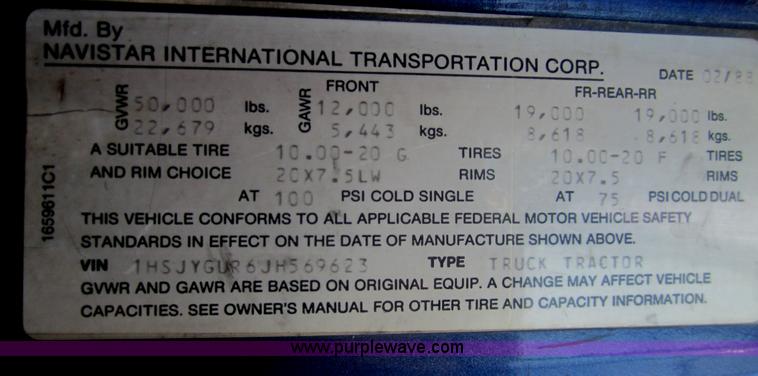 Mfd. By
NAVISTAR INTERNATIONAL TRANSPORTATION CORP. DATE 02/88
FRONT FR-REAR-RR
GVWR 50,000 lbs. GAWR 12,000 lbs. 19,000 19,000 lbs.
22,679 kgs. 5,443 kgs. 8,618 8,618 kgs.
A SUITABLE TIRE 10.00-20 G TIRES 10.00-20 F TIRES
AND RIM CHOICE 20X7.5LW RIMS 20X7.5 RIMS
AT 100 PSI COLD SINGLE AT 75 PSI COLD DUAL
THIS VEHICLE CONFORMS TO ALL APPLICABLE FEDERAL MOTOR VEHICLE SAFETY
STANDARDS IN EFFECT ON THE DATE OF MANUFACTURE SHOWN ABOVE.
VIN 1HSJYGUR6JH569623 TYPE TRUCK TRACTOR
GVWR AND GAWR ARE BASED ON ORIGINAL EQUIP. A CHANGE MAY AFFECT VEHICLE
CAPACITIES. SEE OWNER'S MANUAL FOR OTHER TIRE AND CAPACITY INFORMATION.
1659611C1
www.purplewave.com